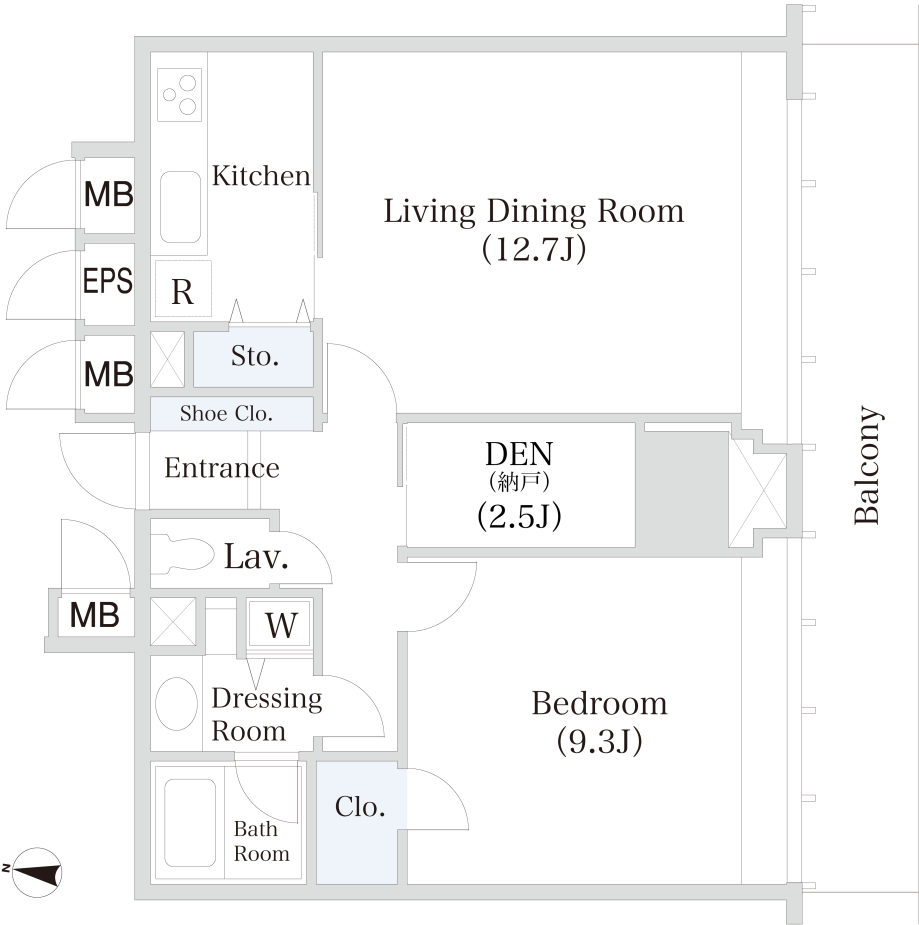 Kitchen
MB
Living Dining Room
(12.7J)
EPS
R
Sto.
MB
Shoe Clo.
Entrance
DEN
(納戸)
(2.5J)
Balcony
Lav.
MB
W
Dressing
Room
Bedroom
(9.3J)
Clo.
Bath
Room
N